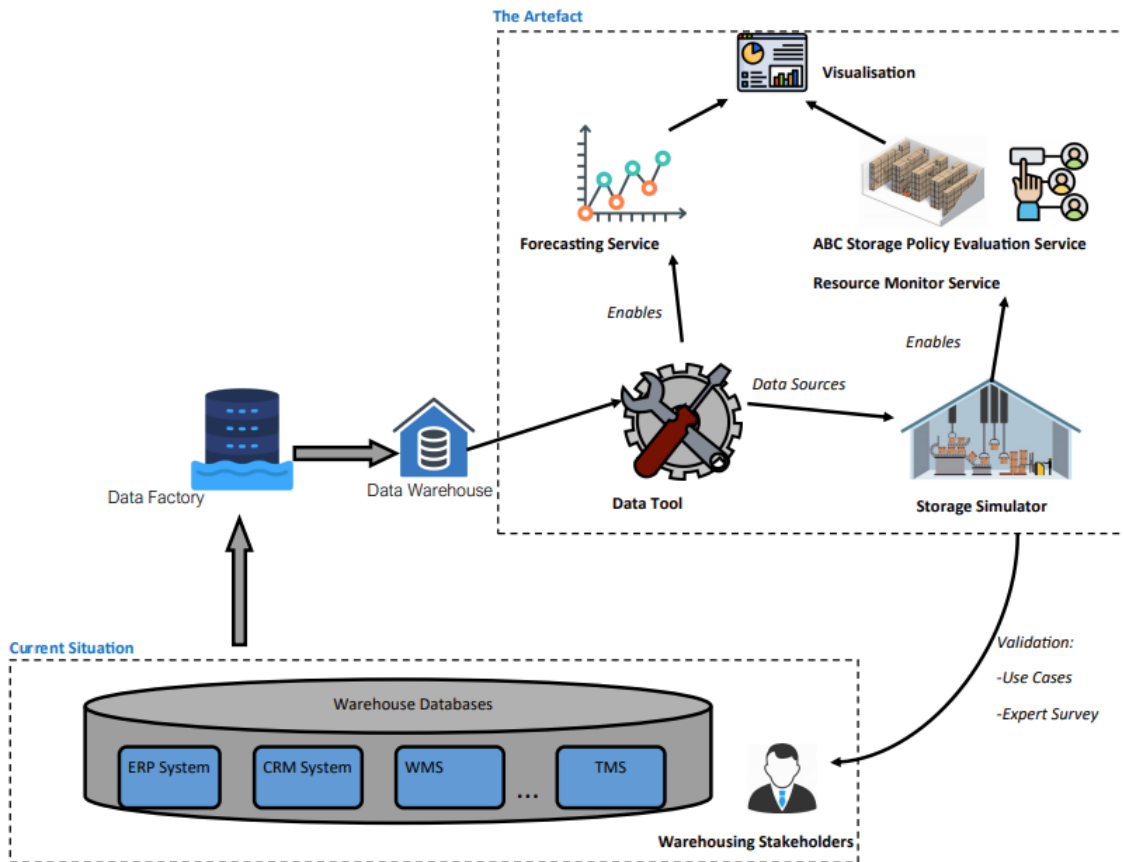 The Artefact
Visualisation
Forecasting Service
ABC Storage Policy Evaluation Service
Resource Monitor Service
Enables
Enables
Data Sources
Data Factory
Data Warehouse
Data Tool
Storage Simulator
Current Situation
Validation:
-Use Cases
-Expert Survey
Warehouse Databases
ERP System
CRM System
WMS
...
TMS
Warehousing Stakeholders